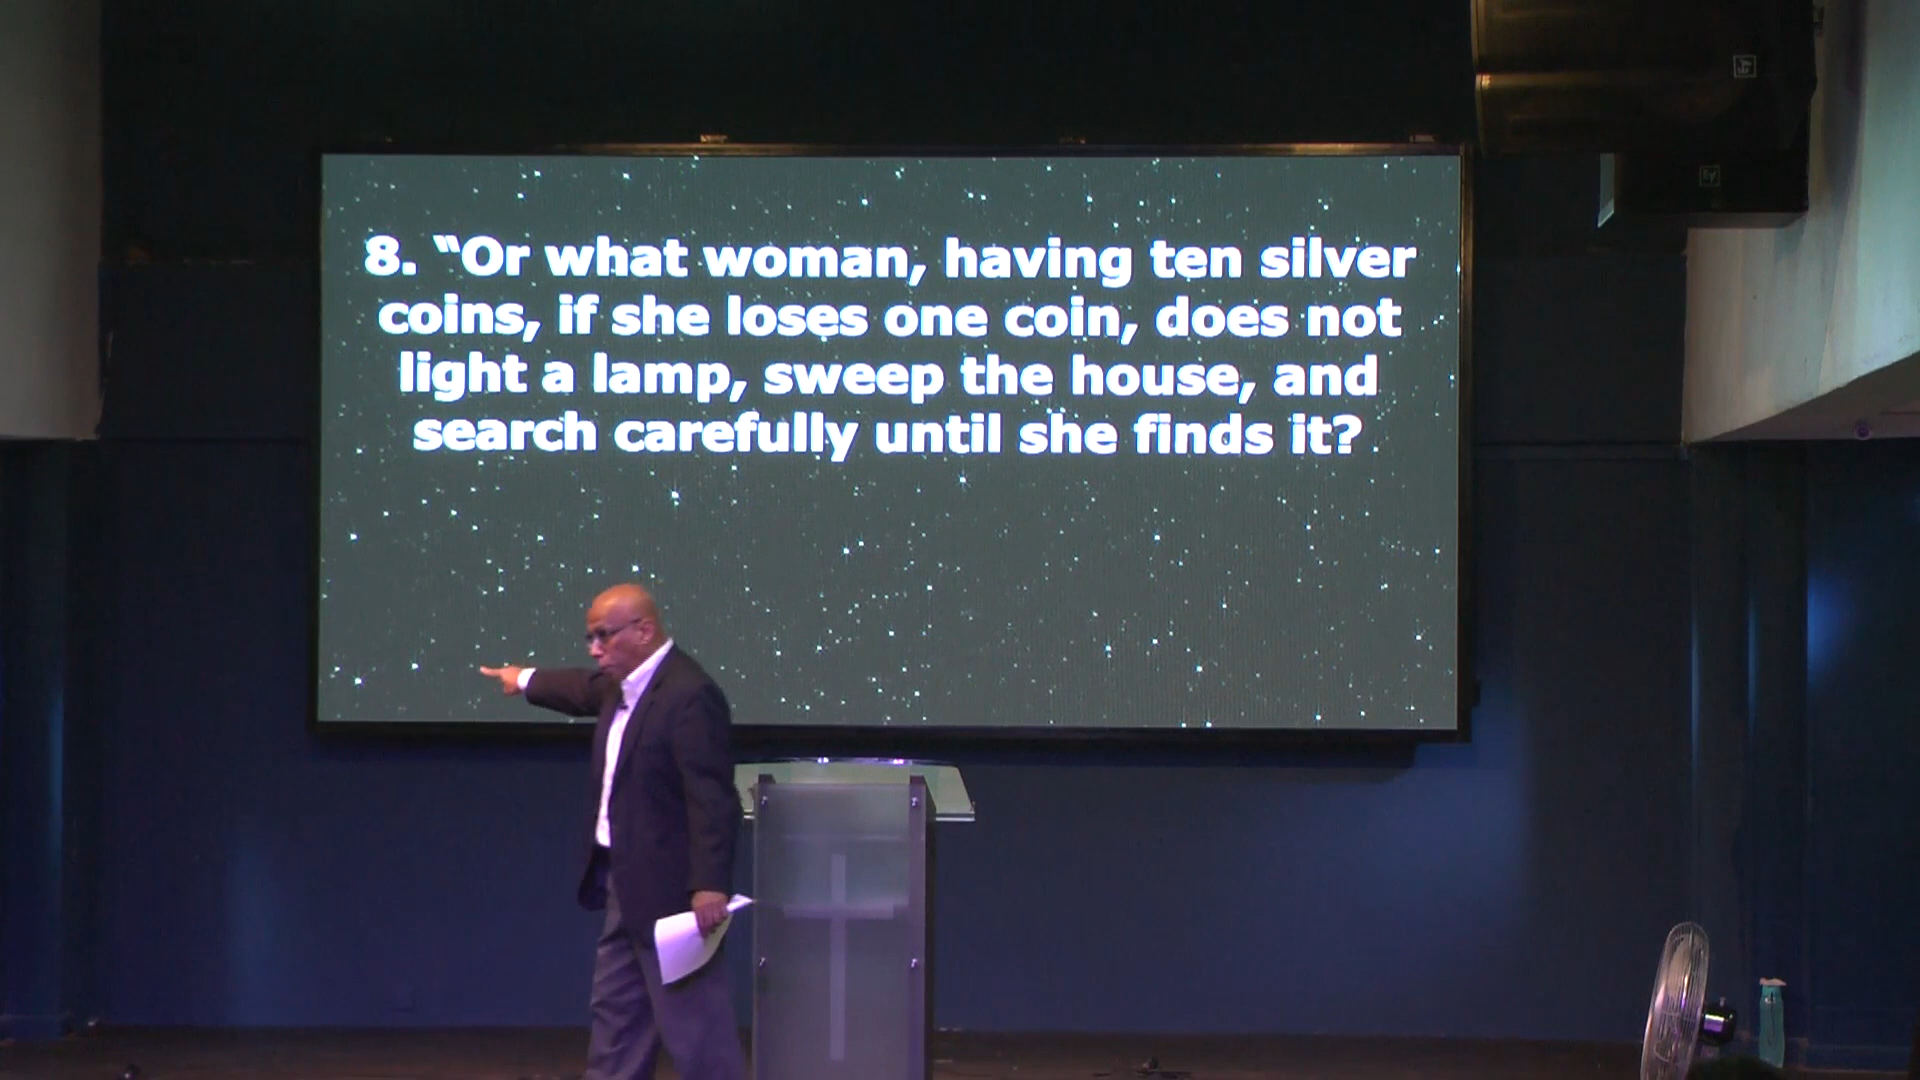 8. “Or what woman, having ten silver
coins, if she loses one coin, does not
light a lamp, sweep the house, and
search carefully until she finds it?